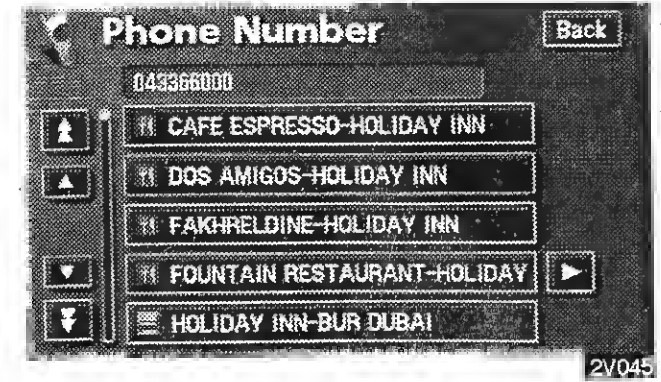 Phone Number
Back
043366000
CAFE ESPRESSO-HOLIDAY INN
DOS AMIGOS-HOLIDAY INN
FAKHRELDINE-HOLIDAY INN
FOUNTAIN RESTAURANT-HOLIDAY
HOLIDAY INN-BUR DUBAI
2V045